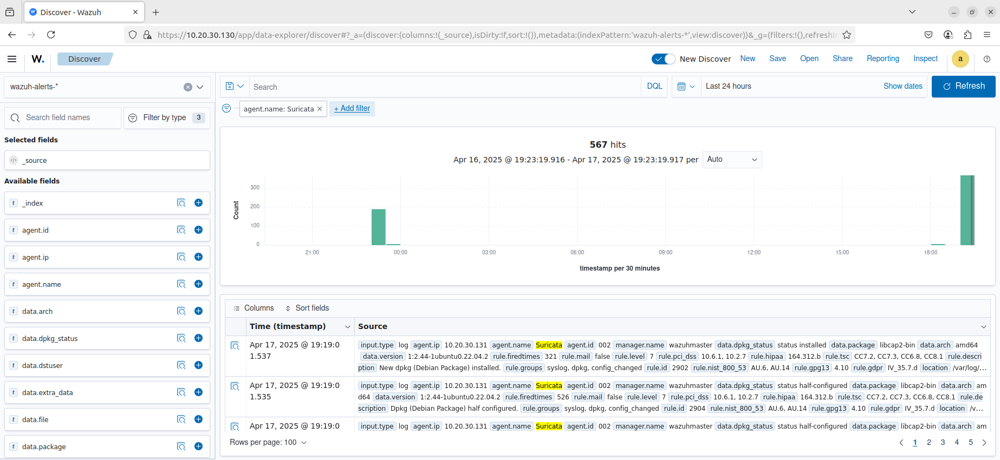 Discover - Wazuh
https://10.20.30.130/app/data-explorer/discover#?_a=(discover:(columns:!(_source),isDirty:!f,sort:!()),metadata:(indexPattern:'wazuh-alerts-*',view:discover))&_g=(filters:!(),refreshIn
W.
Discover
New Discover
New
Save
Open
Share
Reporting
Inspect
a
wazuh-alerts-*
Search
DQL
Last 24 hours
Show dates
Refresh
agent.name: Suricata
+ Add filter
Search field names
Filter by type
3
Selected fields
_source
Available fields
t
_index
t
agent.id
t
agent.ip
t
agent.name
t
data.arch
t
data.dpkg_status
t
data.dstuser
t
data.extra_data
t
data.file
t
data.package
567 hits
Apr 16, 2025 @ 19:23:19.916 - Apr 17, 2025 @ 19:23:19.917 per
Auto
Count
300
200
100
0
21:00
00:00
03:00
06:00
09:00
12:00
15:00
18:00
timestamp per 30 minutes
Columns
Sort fields
Time (timestamp)
Source
Apr 17, 2025 @ 19:19:0
1.537
input.type log agent.ip 10.20.30.131 agent.name Suricata agent.id 002 manager.name wazuhmaster data.dpkg_status status installed data.package libcap2-bin data.arch amd64
data.version 1:2.44-1ubuntu0.22.04.2 rule.firedtimes 321 rule.mail false rule.level 7 rule.pci_dss 10.6.1, 10.2.7 rule.hipaa 164.312.b rule.tsc CC7.2, CC7.3, CC6.8, CC8.1 rule.descri
ption New dpkg (Debian Package) installed. rule.groups syslog, dpkg, config_changed rule.id 2902 rule.nist_800_53 AU.6, AU.14 rule.gpg13 4.10 rule.gdpr IV_35.7.d location /var/log/...
Apr 17, 2025 @ 19:19:0
1.535
input.type log agent.ip 10.20.30.131 agent.name Suricata agent.id 002 manager.name wazuhmaster data.dpkg_status status half-configured data.package libcap2-bin data.arch am
d64 data.version 1:2.44-1ubuntu0.22.04.2 rule.firedtimes 526 rule.mail false rule.level 7 rule.pci_dss 10.6.1, 10.2.7 rule.hipaa 164.312.b rule.tsc CC7.2, CC7.3, CC6.8, CC8.1 rule.de
scription Dpkg (Debian Package) half configured. rule.groups syslog, dpkg, config_changed rule.id 2904 rule.nist_800_53 AU.6, AU.14 rule.gpg13 4.10 rule.gdpr IV_35.7.d location /v...
Apr 17, 2025 @ 19:19:0
input.type log agent.ip 10.20.30.131 agent.name Suricata agent.id 002 manager.name wazuhmaster data.dpkg_status status half-configured data.package libcap2-bin data.arch am
Rows per page: 100
1
2
3
4
5